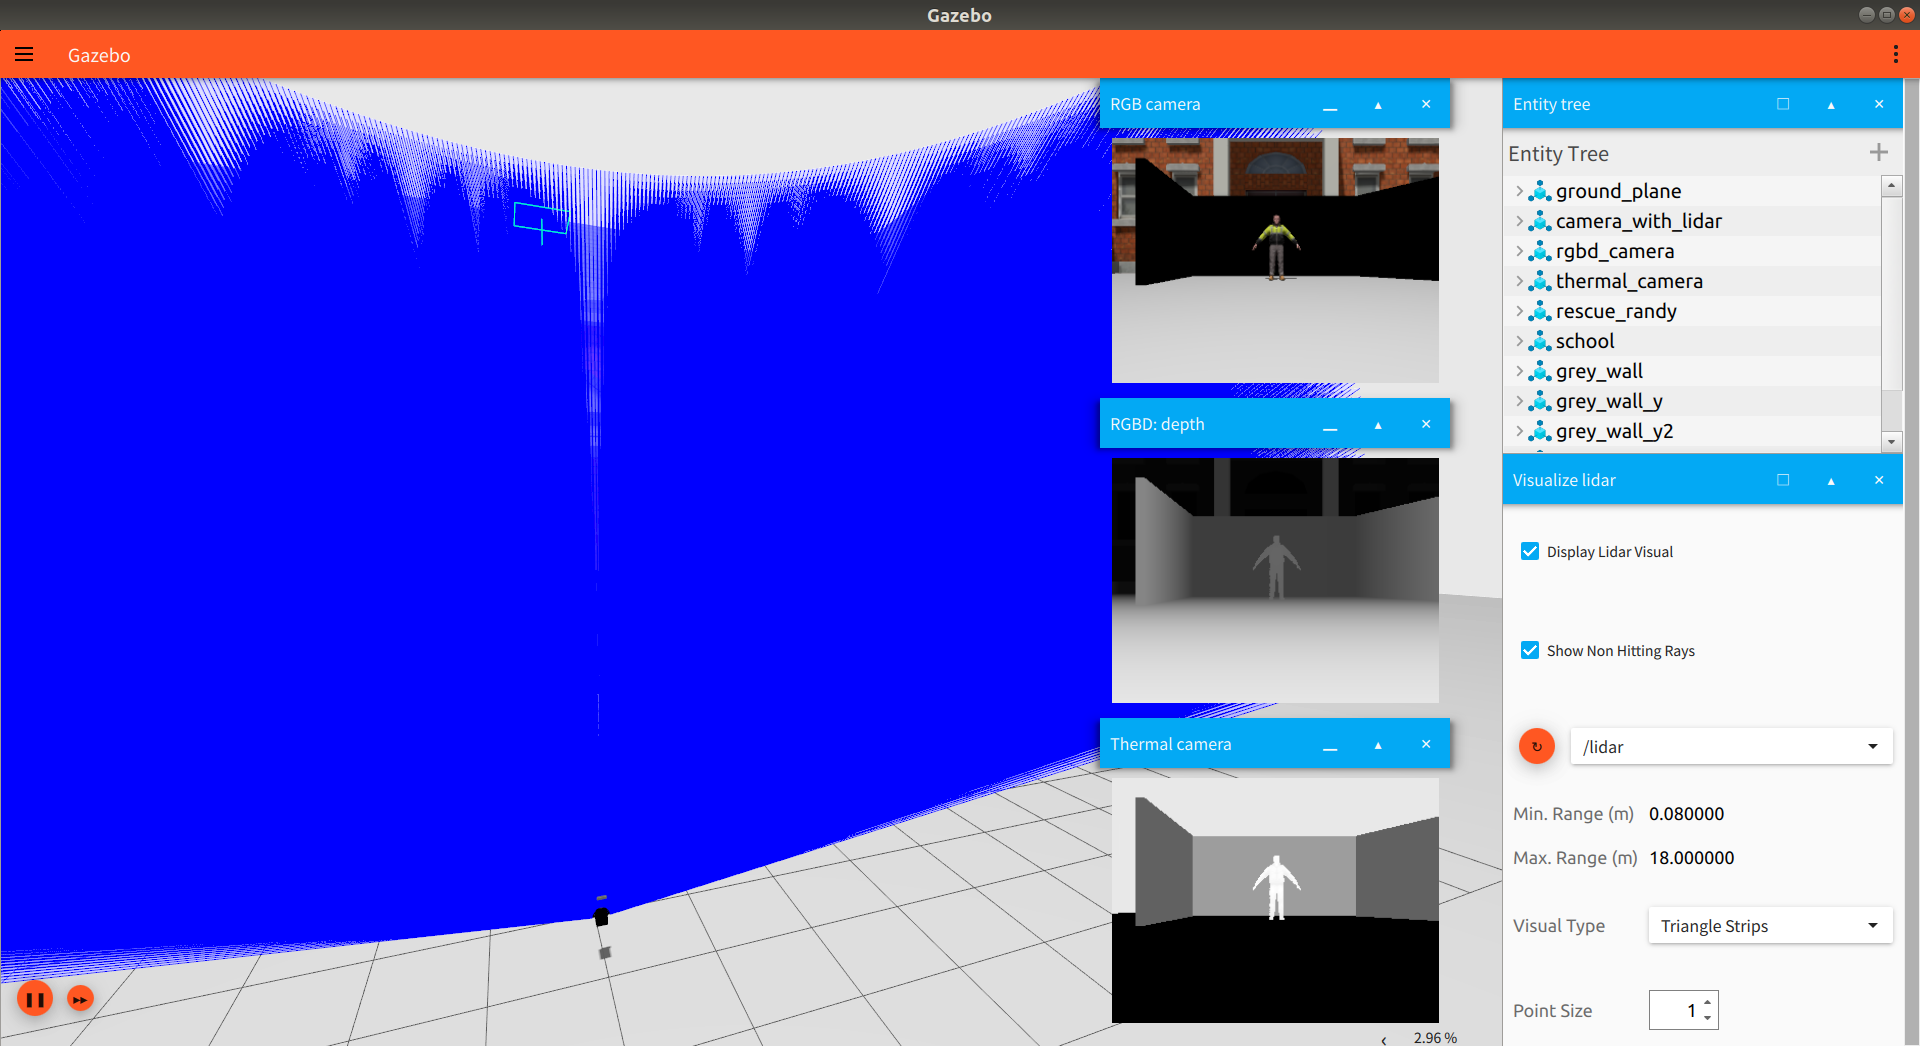 Gazebo
Gazebo
RGB camera
RGBD: depth
Thermal camera
2.96 %
Entity tree
Entity Tree
ground_plane
camera_with_lidar
rgbd_camera
thermal_camera
rescue_randy
school
grey_wall
grey_wall_y
grey_wall_y2
Visualize lidar
Display Lidar Visual
Show Non Hitting Rays
/lidar
Min. Range (m) 0.080000
Max. Range (m) 18.000000
Visual Type Triangle Strips
Point Size 1